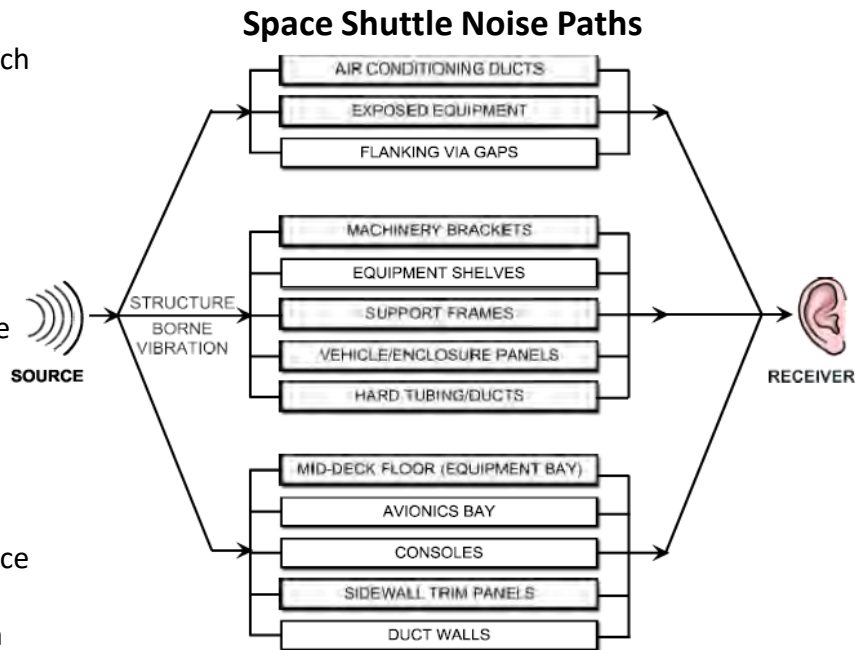 Space Shuttle Noise Paths
ch
AIR CONDITIONING DUCTS
EXPOSED EQUIPMENT
FLANKING VIA GAPS
MACHINERY BRACKETS
EQUIPMENT SHELVES
STRUCTURE
BORNE
VIBRATION
SUPPORT FRAMES
e
VEHICLE/ENCLOSURE PANELS
SOURCE
RECEIVER
HARD TUBING/DUCTS
MID-DECK FLOOR (EQUIPMENT BAY)
AVIONICS BAY
CONSOLES
ce
SIDEWALL TRIM PANELS
DUCT WALLS